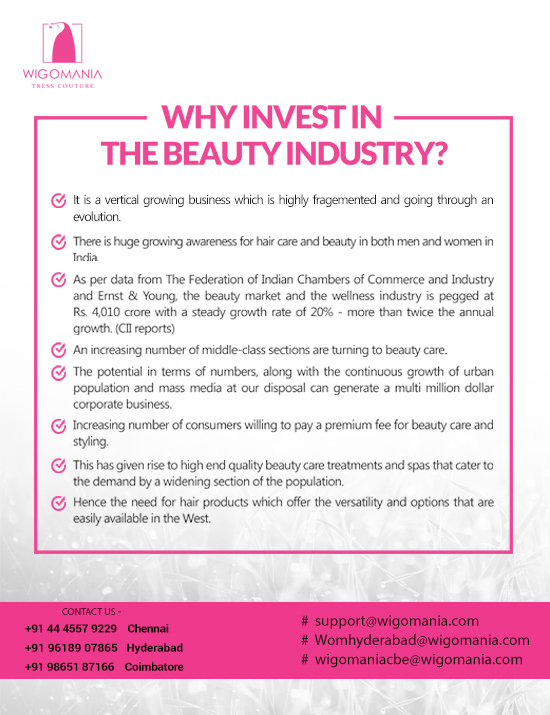 WIGOMANIA
TRESS COUTURE
WHY INVEST IN
THE BEAUTY INDUSTRY?
It is a vertical growing business which is highly fragemented and going through an
evolution.
There is huge growing awareness for hair care and beauty in both men and women in
India.
As per data from The Federation of Indian Chambers of Commerce and Industry
and Ernst & Young, the beauty market and the wellness industry is pegged at
Rs. 4,010 crore with a steady growth rate of 20% - more than twice the annual
growth. (CII reports)
An increasing number of middle-class sections are turning to beauty care.
The potential in terms of numbers, along with the continuous growth of urban
population and mass media at our disposal can generate a multi million dollar
corporate business.
Increasing number of consumers willing to pay a premium fee for beauty care and
styling.
This has given rise to high end quality beauty care treatments and spas that cater to
the demand by a widening section of the population.
Hence the need for hair products which offer the versatility and options that are
easily available in the West.
CONTACT US -
+91 44 4557 9229 Chennai
+91 96189 07865 Hyderabad
+91 98651 87166 Coimbatore
# support@wigomania.com
# Womhyderabad@wigomania.com
# wigomaniacbe@wigomania.com